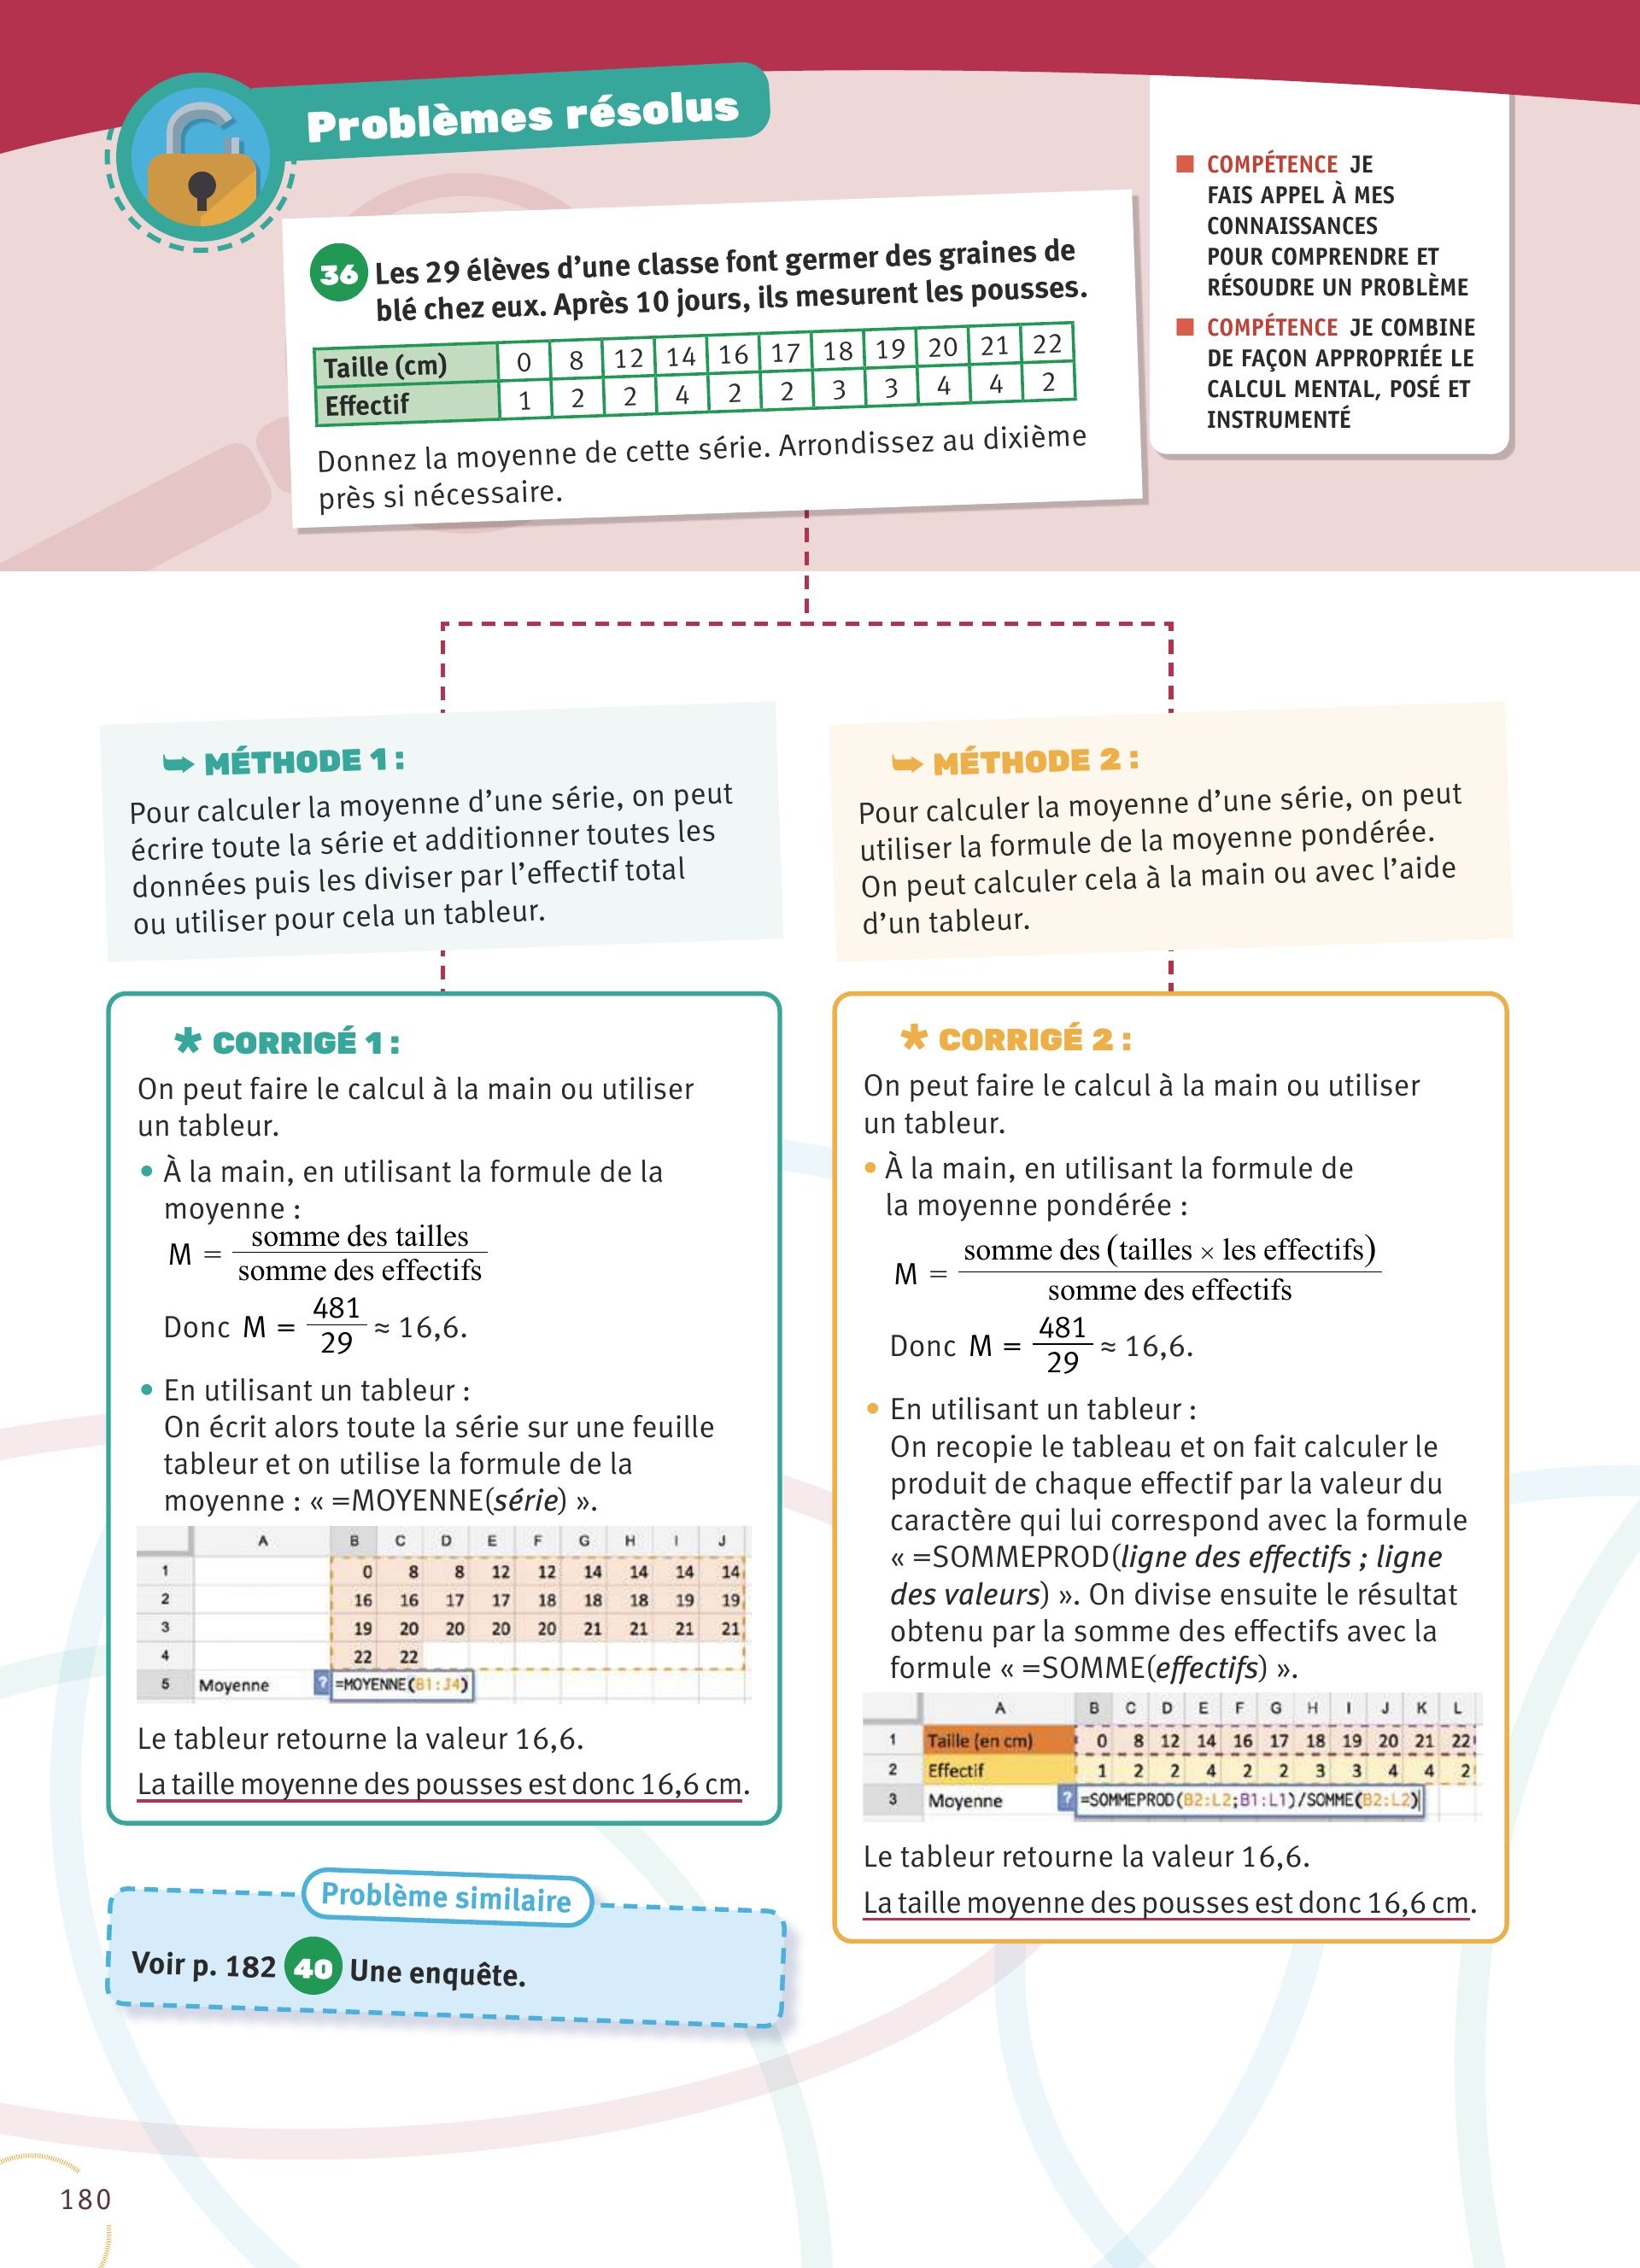 Problèmes résolus
COMPÉTENCE JE
FAIS APPEL À MES
CONNAISSANCES
POUR COMPRENDRE ET
RÉSOUDRE UN PROBLÈME
COMPÉTENCE JE COMBINE
DE FAÇON APPROPRIÉE LE
CALCUL MENTAL, POSÉ ET
INSTRUMENTÉ
36 Les 29 élèves d’une classe font germer des graines de
blé chez eux. Après 10 jours, ils mesurent les pousses.
Taille (cm) 0 8 12 14 16 17 18 19 20 21 22
Effectif 1 2 2 4 2 2 3 3 4 4 2
Donnez la moyenne de cette série. Arrondissez au dixième
près si nécessaire.
MÉTHODE 1 :
Pour calculer la moyenne d’une série, on peut
écrire toute la série et additionner toutes les
données puis les diviser par l’effectif total
ou utiliser pour cela un tableur.
* CORRIGÉ 1 :
On peut faire le calcul à la main ou utiliser
un tableur.
• À la main, en utilisant la formule de la
moyenne :
M = somme des tailles
somme des effectifs
Donc M = 481
29 ≈ 16,6.
• En utilisant un tableur :
On écrit alors toute la série sur une feuille
tableur et on utilise la formule de la
moyenne : « =MOYENNE(série) ».
A B C D E F G H I J
1 0 8 8 12 12 14 14 14 14
2 16 16 17 17 18 18 18 19 19
3 19 20 20 20 20 21 21 21 21
4 22 22
5 Moyenne ? =MOYENNE(B1:J4)
Le tableur retourne la valeur 16,6.
La taille moyenne des pousses est donc 16,6 cm.
Problème similaire
Voir p. 182 40 Une enquête.
MÉTHODE 2 :
Pour calculer la moyenne d’une série, on peut
utiliser la formule de la moyenne pondérée.
On peut calculer cela à la main ou avec l’aide
d’un tableur.
* CORRIGÉ 2 :
On peut faire le calcul à la main ou utiliser
un tableur.
• À la main, en utilisant la formule de
la moyenne pondérée :
M = somme des (tailles × les effectifs)
somme des effectifs
Donc M = 481
29 ≈ 16,6.
• En utilisant un tableur :
On recopie le tableau et on fait calculer le
produit de chaque effectif par la valeur du
caractère qui lui correspond avec la formule
« =SOMMEPROD(ligne des effectifs ; ligne
des valeurs) ». On divise ensuite le résultat
obtenu par la somme des effectifs avec la
formule « =SOMME(effectifs) ».
A B C D E F G H I J K L
1 Taille (en cm) 0 8 12 14 16 17 18 19 20 21 22
2 Effectif 1 2 2 4 2 2 3 3 4 4 2
3 Moyenne ? =SOMMEPROD(B2:L2;B1:L1)/SOMME(B2:L2)
Le tableur retourne la valeur 16,6.
La taille moyenne des pousses est donc 16,6 cm.
180